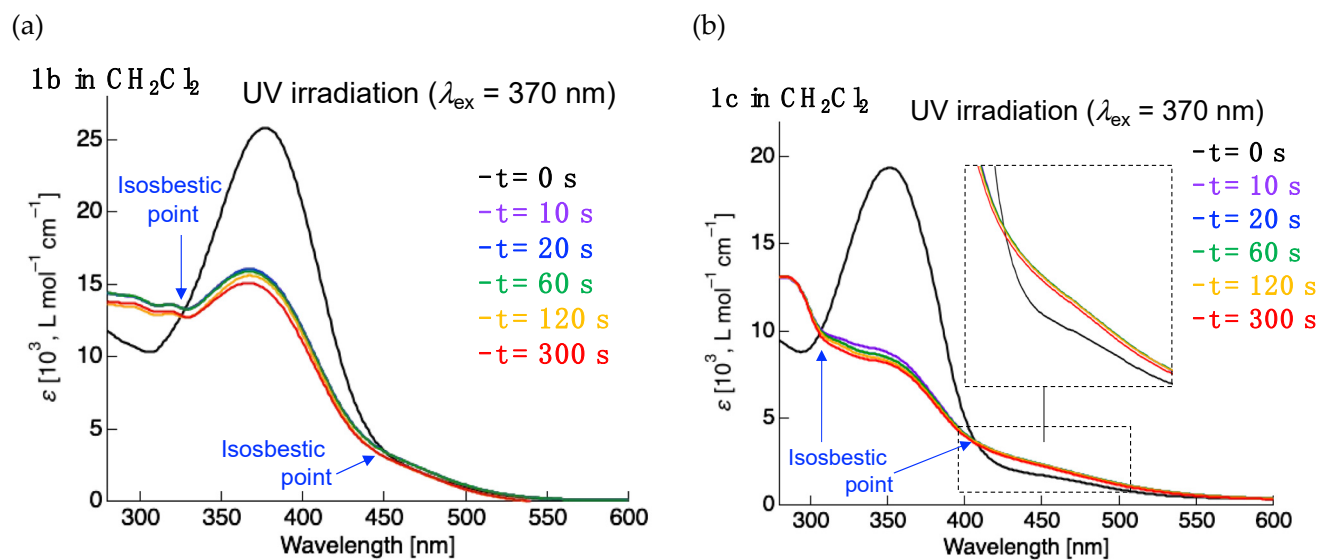 (a)
1b in CH₂Cl₂
UV irradiation (λex = 370 nm)
ε [10³, L mol⁻¹ cm⁻¹]
25
20
15
10
5
0
Isosbestic
point
-t= 0 s
-t= 10 s
-t= 20 s
-t= 60 s
-t= 120 s
-t= 300 s
Isosbestic
point
300 350 400 450 500 550 600
Wavelength [nm]
(b)
1c in CH₂Cl₂
UV irradiation (λex = 370 nm)
ε [10³, L mol⁻¹ cm⁻¹]
20
15
10
5
0
-t= 0 s
-t= 10 s
-t= 20 s
-t= 60 s
-t= 120 s
-t= 300 s
Isosbestic
point
300 350 400 450 500 550 600
Wavelength [nm]